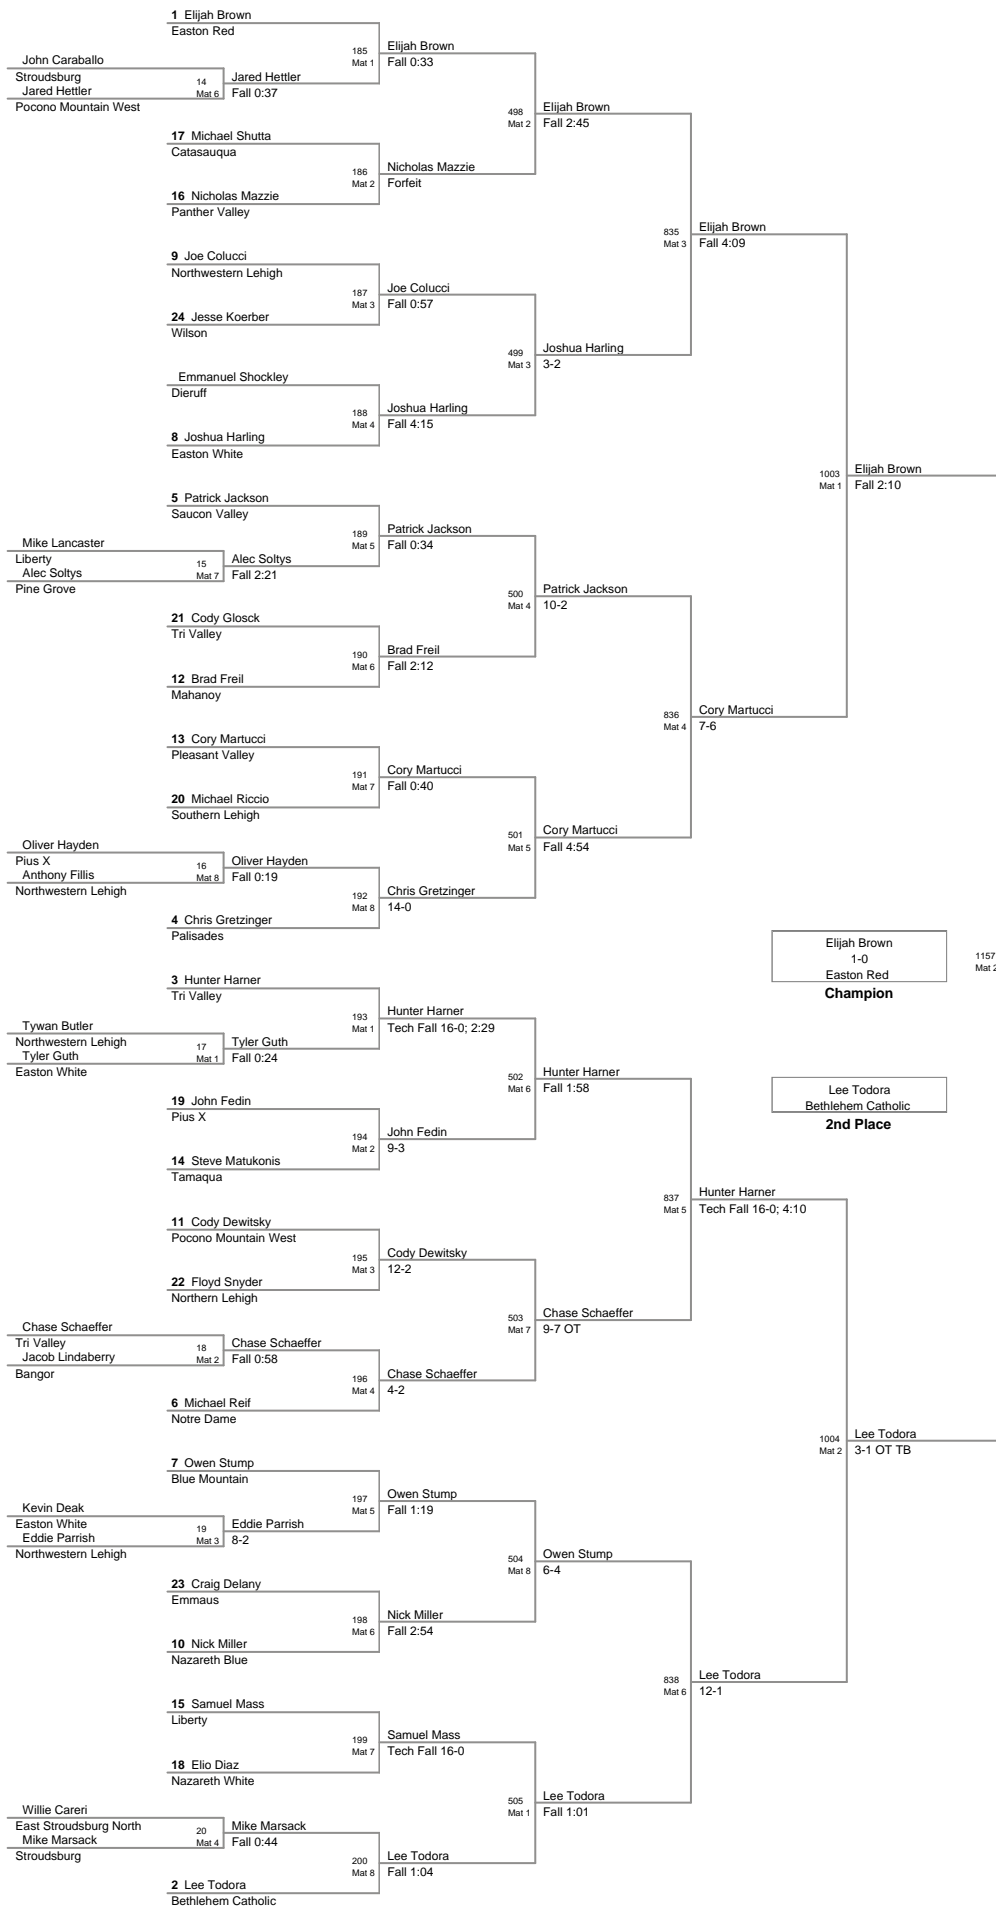 1 Elijah Brown
Easton Red
185
Mat 1
Elijah Brown
Fall 0:33
John Caraballo
Stroudsburg
Jared Hettler
Pocono Mountain West
14
Mat 6
Jared Hettler
Fall 0:37
498
Mat 2
Elijah Brown
Fall 2:45
17 Michael Shutta
Catasauqua
186
Mat 2
Nicholas Mazzie
Forfeit
16 Nicholas Mazzie
Panther Valley
835
Mat 3
Elijah Brown
Fall 4:09
9 Joe Colucci
Northwestern Lehigh
187
Mat 3
Joe Colucci
Fall 0:57
24 Jesse Koerber
Wilson
499
Mat 3
Joshua Harling
3-2
Emmanuel Shockley
Dieruff
188
Mat 4
Joshua Harling
Fall 4:15
8 Joshua Harling
Easton White
1003
Mat 1
Elijah Brown
Fall 2:10
5 Patrick Jackson
Saucon Valley
189
Mat 5
Patrick Jackson
Fall 0:34
Mike Lancaster
Liberty
Alec Soltys
Pine Grove
15
Mat 7
Alec Soltys
Fall 2:21
500
Mat 4
Patrick Jackson
10-2
21 Cody Glosck
Tri Valley
190
Mat 6
Brad Freil
Fall 2:12
12 Brad Freil
Mahanoy
836
Mat 4
Cory Martucci
7-6
13 Cory Martucci
Pleasant Valley
191
Mat 7
Cory Martucci
Fall 0:40
20 Michael Riccio
Southern Lehigh
501
Mat 5
Cory Martucci
Fall 4:54
Oliver Hayden
Pius X
Anthony Fillis
Northwestern Lehigh
16
Mat 8
Oliver Hayden
Fall 0:19
192
Mat 8
Chris Gretzinger
14-0
4 Chris Gretzinger
Palisades
Elijah Brown
1-0
Easton Red
Champion
1157
Mat 2
3 Hunter Harner
Tri Valley
193
Mat 1
Hunter Harner
Tech Fall 16-0; 2:29
Tywan Butler
Northwestern Lehigh
Tyler Guth
Easton White
17
Mat 1
Tyler Guth
Fall 0:24
502
Mat 6
Hunter Harner
Fall 1:58
Lee Todora
Bethlehem Catholic
2nd Place
19 John Fedin
Pius X
194
Mat 2
John Fedin
9-3
14 Steve Matukonis
Tamaqua
837
Mat 5
Hunter Harner
Tech Fall 16-0; 4:10
11 Cody Dewitsky
Pocono Mountain West
195
Mat 3
Cody Dewitsky
12-2
22 Floyd Snyder
Northern Lehigh
503
Mat 7
Chase Schaeffer
9-7 OT
Chase Schaeffer
Tri Valley
Jacob Lindaberry
Bangor
18
Mat 2
Chase Schaeffer
Fall 0:58
196
Mat 4
Chase Schaeffer
4-2
6 Michael Reif
Notre Dame
1004
Mat 2
Lee Todora
3-1 OT TB
7 Owen Stump
Blue Mountain
197
Mat 5
Owen Stump
Fall 1:19
Kevin Deak
Easton White
Eddie Parrish
Northwestern Lehigh
19
Mat 3
Eddie Parrish
8-2
504
Mat 8
Owen Stump
6-4
23 Craig Delany
Emmaus
198
Mat 6
Nick Miller
Fall 2:54
10 Nick Miller
Nazareth Blue
838
Mat 6
Lee Todora
12-1
15 Samuel Mass
Liberty
199
Mat 7
Samuel Mass
Tech Fall 16-0
18 Elio Diaz
Nazareth White
505
Mat 1
Lee Todora
Fall 1:01
Willie Careri
East Stroudsburg North
Mike Marsack
Stroudsburg
20
Mat 4
Mike Marsack
Fall 0:44
200
Mat 8
Lee Todora
Fall 1:04
2 Lee Todora
Bethlehem Catholic